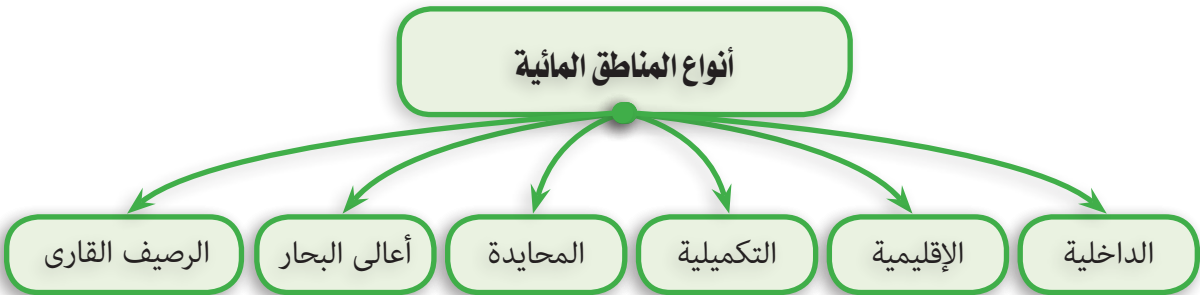 أنواع المناطق المائية
الداخلية
الإقليمية
التكميلية
المحايدة
أعالى البحار
الرصيف القارى